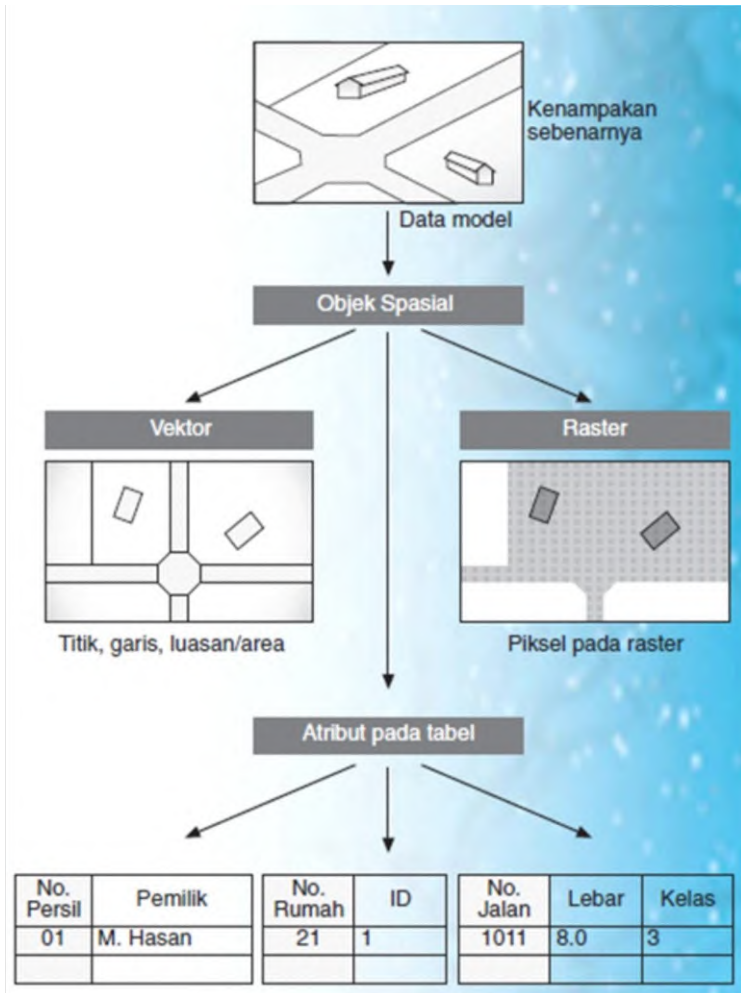 Kenampakan
sebenarnya
Data model
Objek Spasial
Vektor
Raster
Titik, garis, luasan/area
Piksel pada raster
Atribut pada tabel
No. Persil Pemilik
01 M. Hasan
No. Rumah ID
21 1
No. Jalan Lebar Kelas
1011 8.0 3